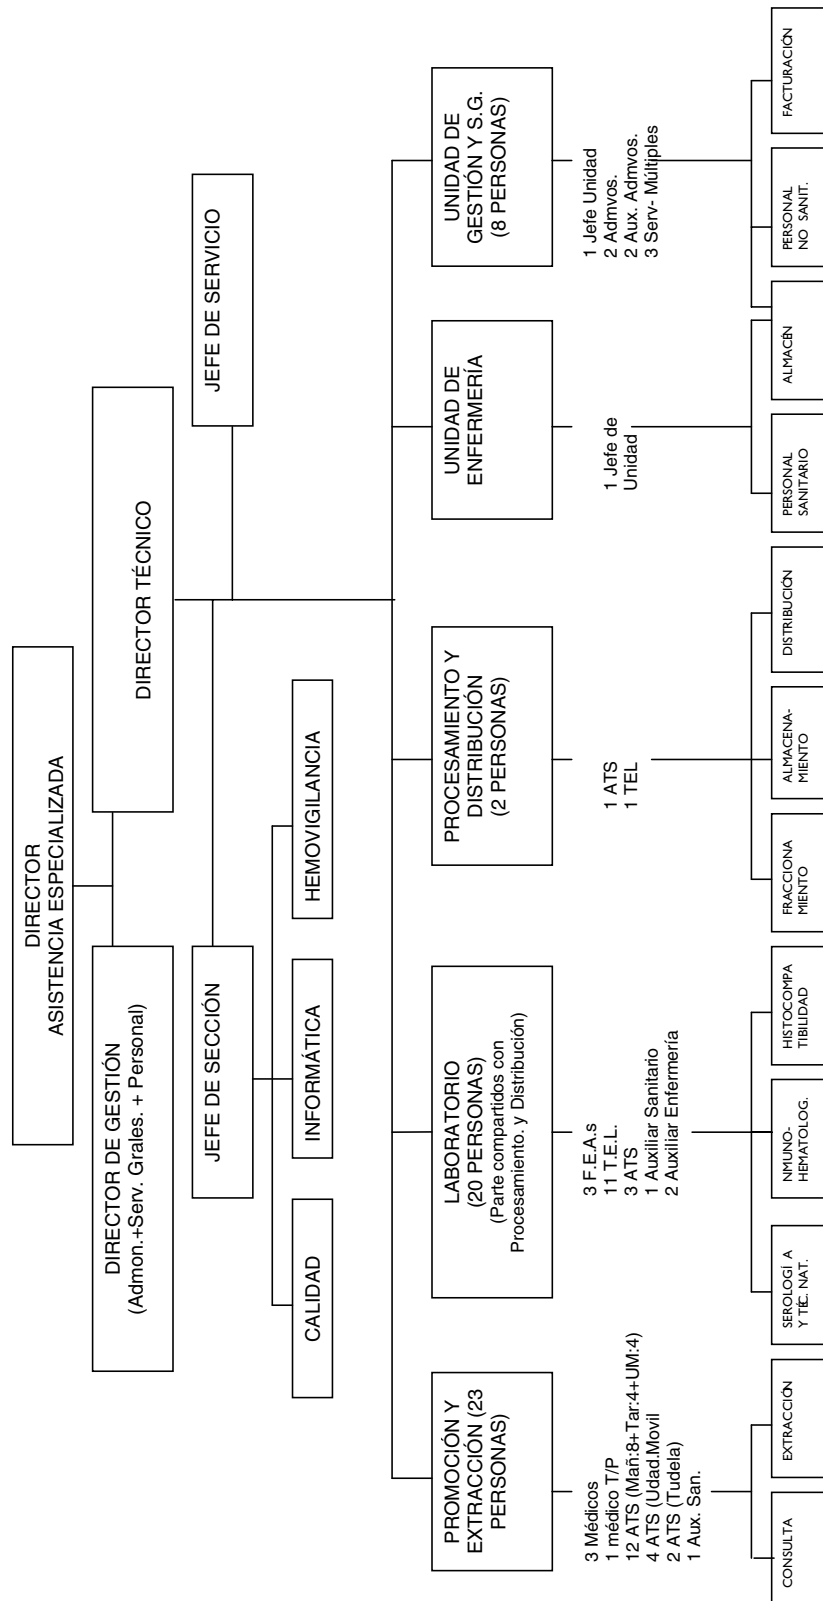 DIRECTOR
ASISTENCIA ESPECIALIZADA
DIRECTOR DE GESTIÓN
(Admon.+Serv. Grales. + Personal)
DIRECTOR TÉCNICO
JEFE DE SECCIÓN
JEFE DE SERVICIO
CALIDAD
INFORMÁTICA
HEMOVIGILANCIA
PROMOCIÓN Y
EXTRACCIÓN (23
PERSONAS)
LABORATORIO
(20 PERSONAS)
(Parte compartidos con
Procesamiento. y Distribución)
PROCESAMIENTO Y
DISTRIBUCIÓN
(2 PERSONAS)
UNIDAD DE
ENFERMERÍA
UNIDAD DE
GESTIÓN Y S.G.
(8 PERSONAS)
3 Médicos
1 médico T/P
12 ATS (Mañ:8+Tar:4+UM:4)
4 ATS (Udad.Movil)
2 ATS (Tudela)
1 Aux. San.
3 F.E.A.s
11 T.E.L.
3 ATS
1 Auxiliar Sanitario
2 Auxiliar Enfermería
1 ATS
1 TEL
1 Jefe de
Unidad
1 Jefe Unidad
2 Admvos.
2 Aux. Admvos.
3 Serv- Múltiples
CONSULTA
EXTRACCIÓN
SEROLOGÍ A
Y TÉC. NAT.
NMUNO-
HEMATOLOG.
HISTOCOMPA
TIBILIDAD
FRACCIONA
MIENTO
ALMACENA-
MIENTO
DISTRIBUCIÓN
PERSONAL
SANITARIO
ALMACÉN
PERSONAL
NO SANIT.
FACTURACIÓN